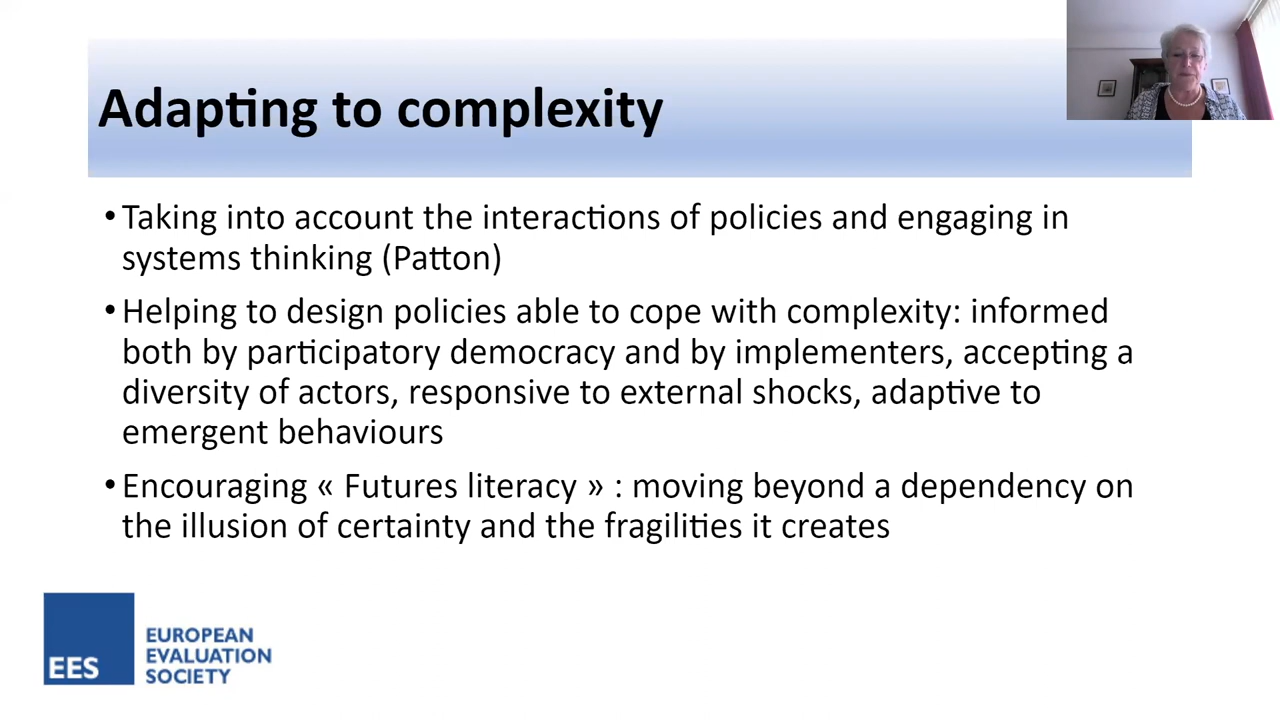 Adapting to complexity
•Taking into account the interactions of policies and engaging in
systems thinking (Patton)
•Helping to design policies able to cope with complexity: informed
both by participatory democracy and by implementers, accepting a
diversity of actors, responsive to external shocks, adaptive to
emergent behaviours
•Encouraging « Futures literacy » : moving beyond a dependency on
the illusion of certainty and the fragilities it creates
EES
EUROPEAN
EVALUATION
SOCIETY